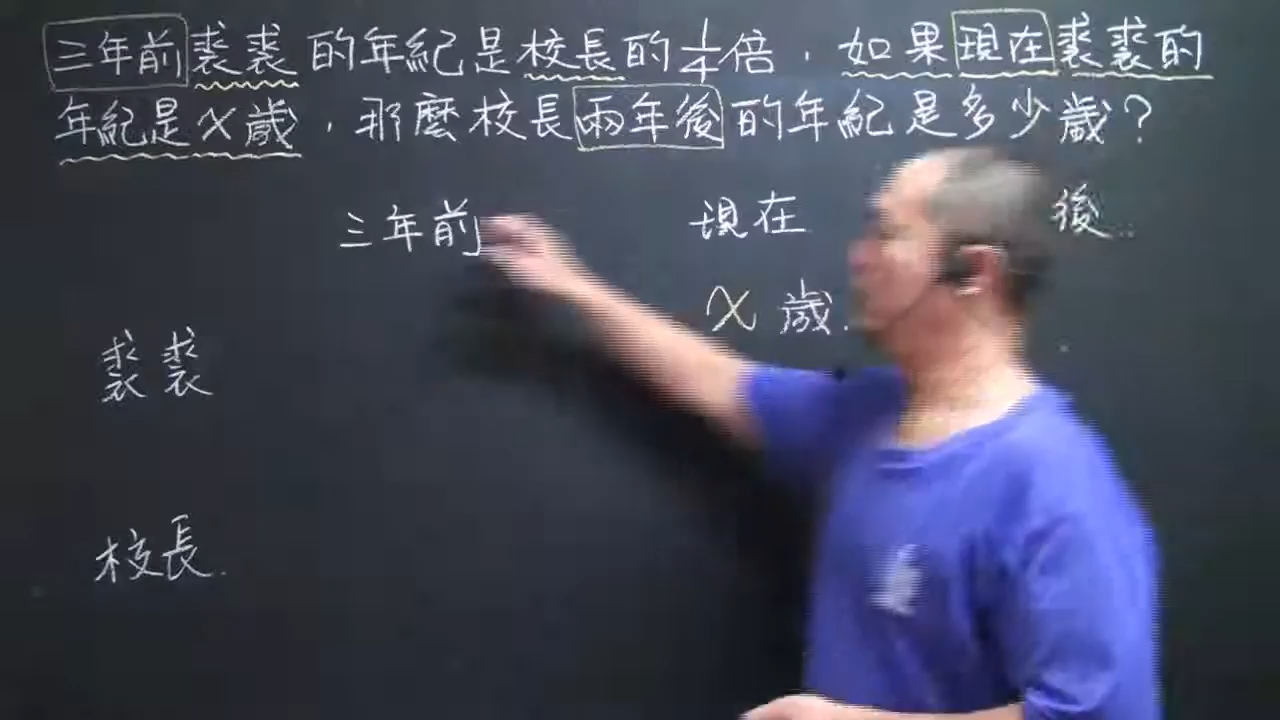 三年前裘裘的年紀是校長的1/4倍，如果現在裘裘的
年紀是x歲，那麼校長兩年後的年紀是多少歲？
三年前 現在 後
x歲
裘裘
校長